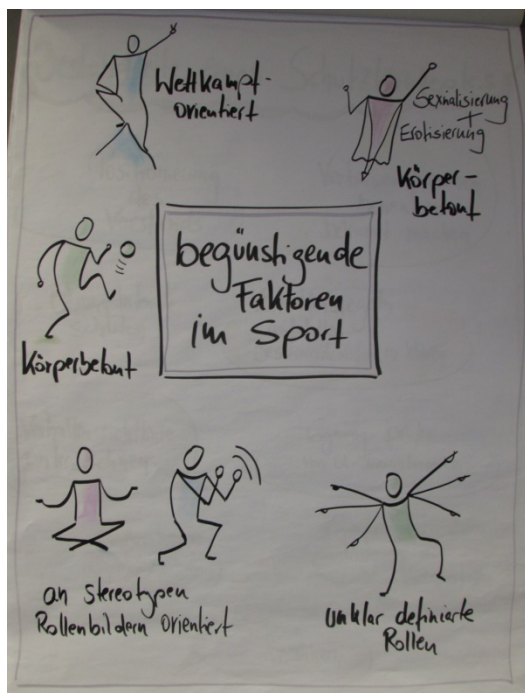 Wettkampf-
orientiert
Sexualisierung
+
Erotisierung
Körper-
betont
begünstigende
Faktoren
im Sport
Körperbetont
an stereotypen
Rollenbildern orientiert
unklar definierte
Rollen